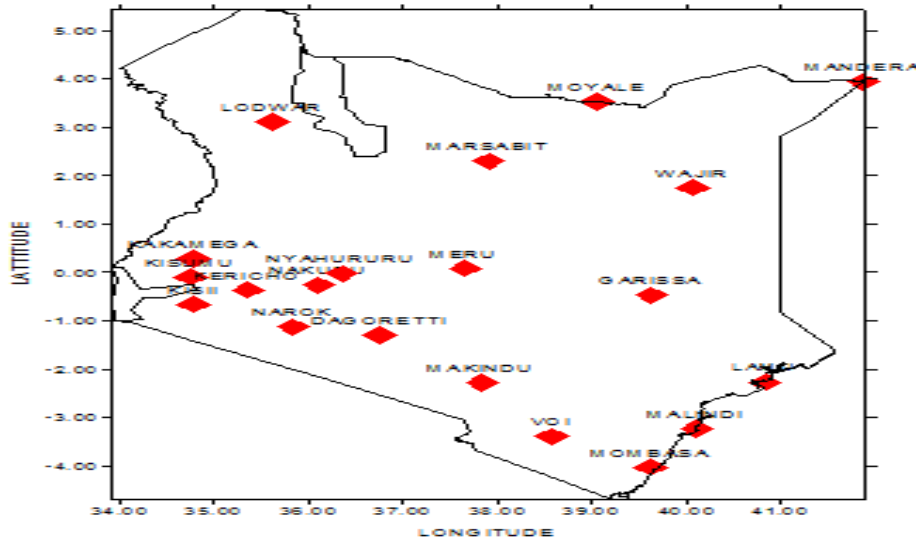 5.00
4.00
3.00
2.00
1.00
0.00
-1.00
-2.00
-3.00
-4.00
LATTITUDE
MANDERA
MOYALE
LODWAR
MARSABIT
WAJIR
KAKAMEGA
KISUMU
NYAHURURU
MERU
KERICHO
NAKURU
KISII
GARISSA
NAROK
DAGORETTI
MAKINDU
LAMU
VOI
MALINDI
MOMBASA
34.00 35.00 36.00 37.00 38.00 39.00 40.00 41.00
LONGITUDE